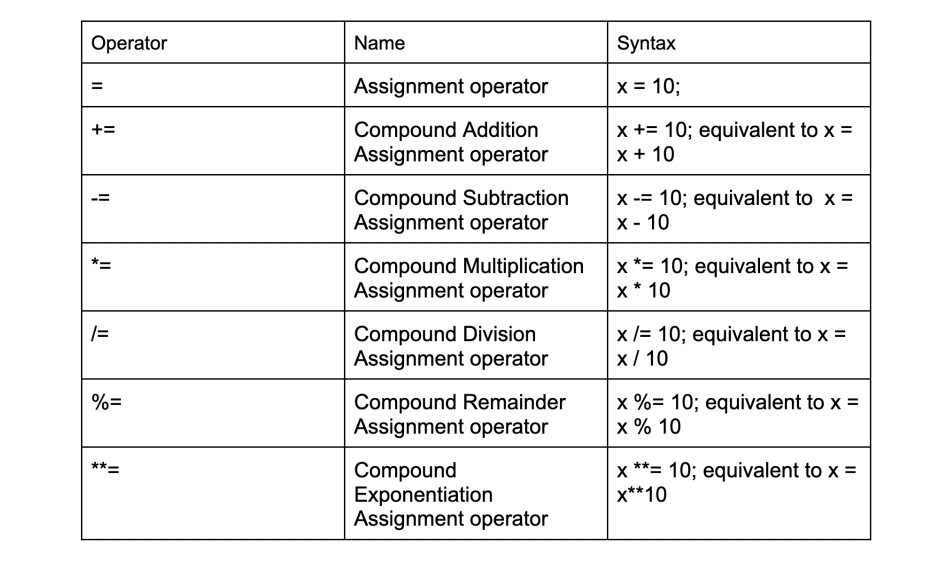 Operator Name Syntax
= Assignment operator x = 10;
+= Compound Addition x += 10; equivalent to x =
Assignment operator x + 10
-= Compound Subtraction x -= 10; equivalent to  x =
Assignment operator x - 10
*= Compound Multiplication x *= 10; equivalent to x =
Assignment operator x * 10
/= Compound Division x /= 10; equivalent to x =
Assignment operator x / 10
%= Compound Remainder x %= 10; equivalent to x =
Assignment operator x % 10
**= Compound x **= 10; equivalent to x =
Exponentiation x**10
Assignment operator